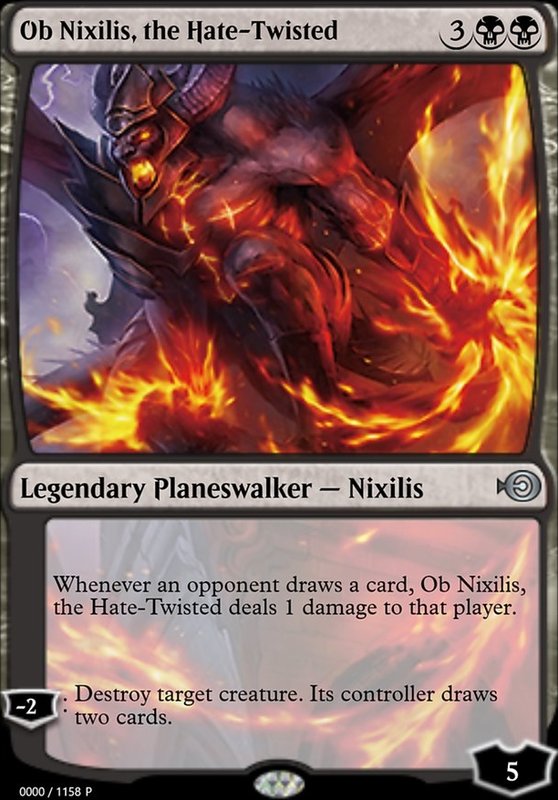 Ob Nixilis, the Hate-Twisted 3
Legendary Planeswalker — Nixilis
Whenever an opponent draws a card, Ob Nixilis,
the Hate-Twisted deals 1 damage to that player.
-2 : Destroy target creature. Its controller draws
two cards.
5
0000 / 1158 P